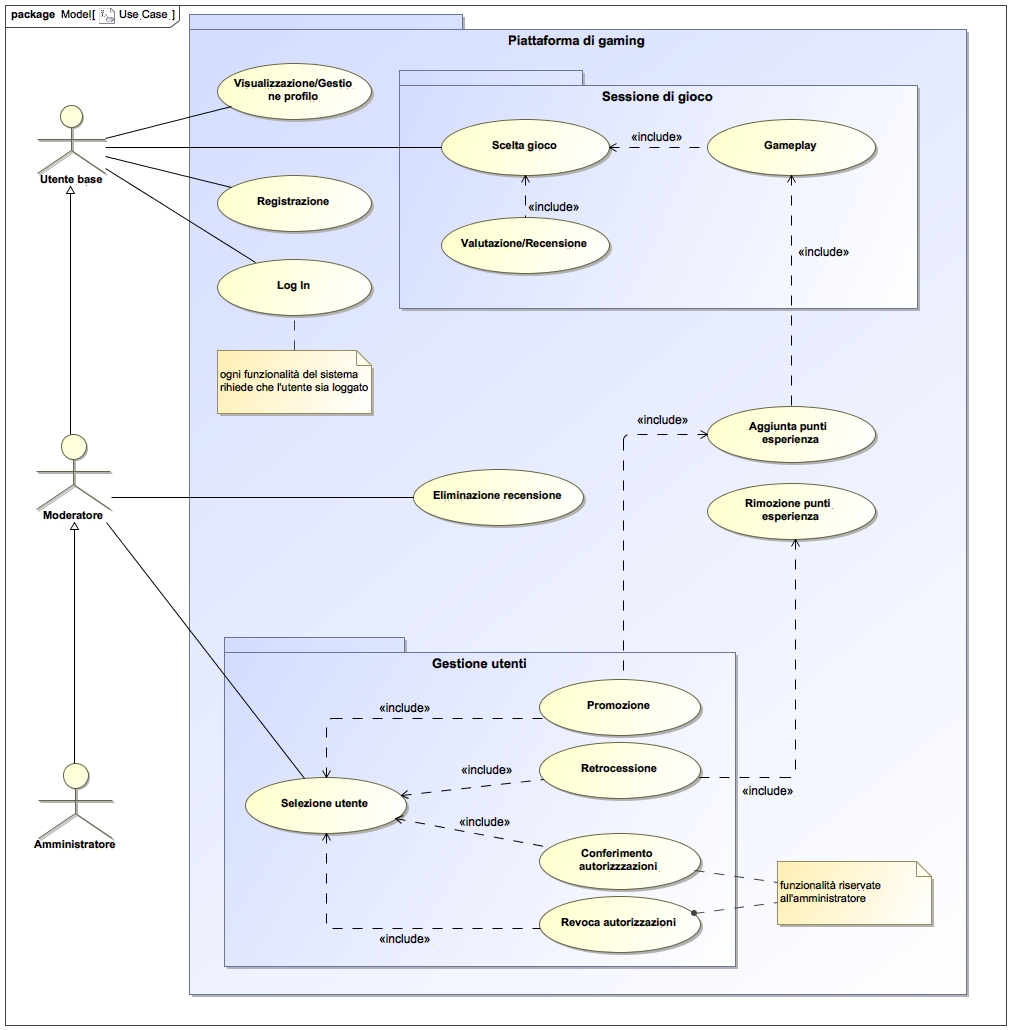 package Model[ Use Case ]
Piattaforma di gaming
Visualizzazione/Gestio
ne profilo
Sessione di gioco
Scelta gioco
«include»
Gameplay
Utente base
Registrazione
«include»
Valutazione/Recensione
«include»
Log In
ogni funzionalità del sistema
rihiede che l'utente sia loggato
«include»
Aggiunta punti
esperienza
Moderatore
Eliminazione recensione
Rimozione punti
esperienza
Gestione utenti
«include»
Promozione
«include»
Retrocessione
«include»
Selezione utente
«include»
Amministratore
Conferimento
autorizzzazioni
funzionalità riservate
all'amministratore
Revoca autorizzazioni
«include»